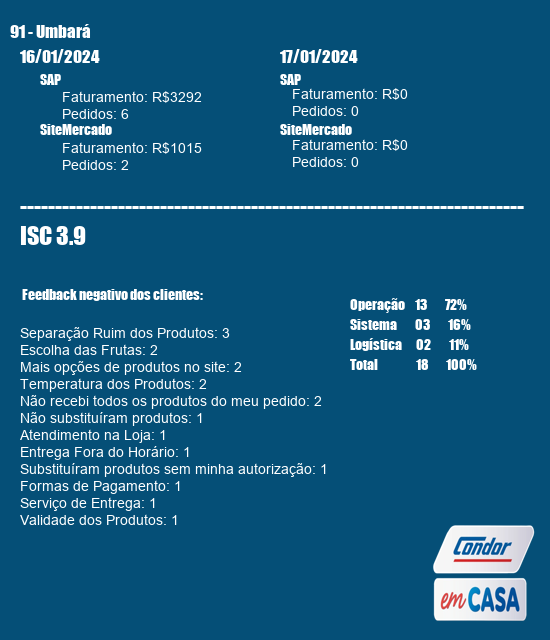 91 - Umbará
16/01/2024
SAP
Faturamento: R$3292
Pedidos: 6
SiteMercado
Faturamento: R$1015
Pedidos: 2
17/01/2024
SAP
Faturamento: R$0
Pedidos: 0
SiteMercado
Faturamento: R$0
Pedidos: 0
------------------------------------------------------------------------
ISC 3.9
Feedback negativo dos clientes:
Separação Ruim dos Produtos: 3
Escolha das Frutas: 2
Mais opções de produtos no site: 2
Temperatura dos Produtos: 2
Não recebi todos os produtos do meu pedido: 2
Não substituíram produtos: 1
Atendimento na Loja: 1
Entrega Fora do Horário: 1
Substituíram produtos sem minha autorização: 1
Formas de Pagamento: 1
Serviço de Entrega: 1
Validade dos Produtos: 1
Operação 13 72%
Sistema 03 16%
Logística 02 11%
Total 18 100%
Condor
em CASA